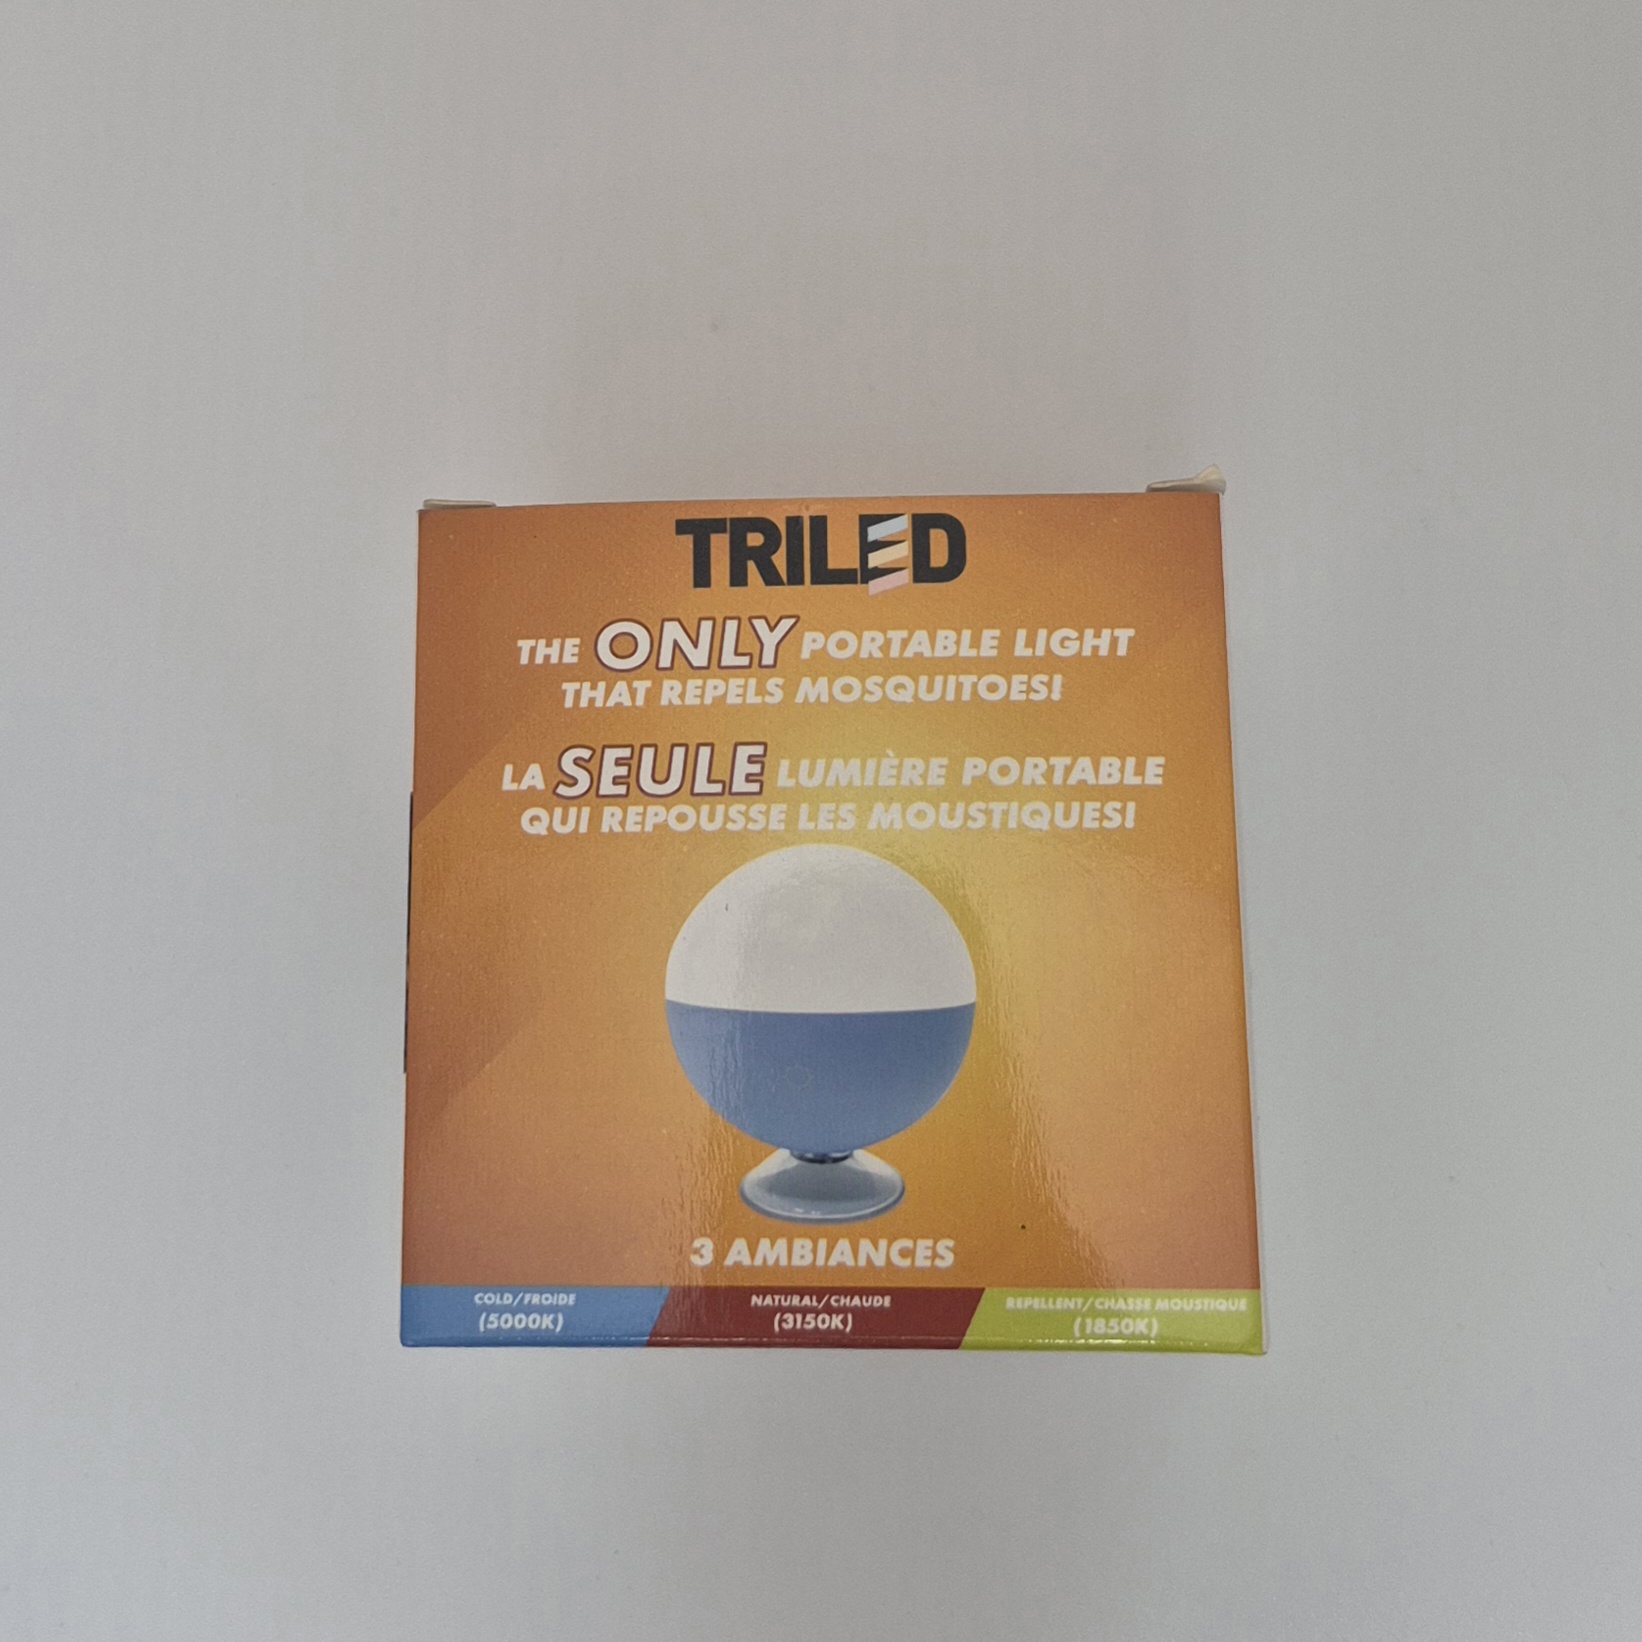 TRILED
THE ONLY PORTABLE LIGHT
THAT REPELS MOSQUITOES!
LA SEULE LUMIÈRE PORTABLE
QUI REPOUSSE LES MOUSTIQUES!
3 AMBIANCES
COLD/FROIDE
(5000K)
NATURAL/CHAUDE
(3150K)
REPELLENT/CHASSE MOUSTIQUE
(1850K)